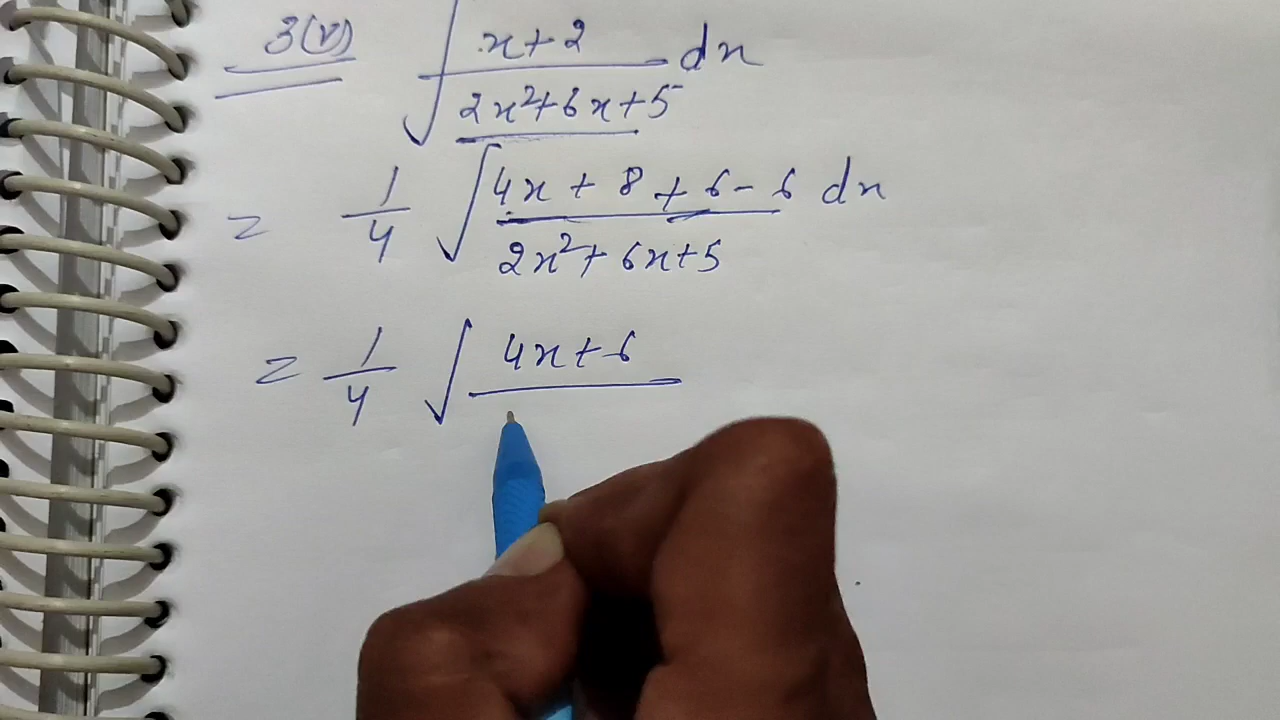 3(v) ∫ x+2 / 2x²+6x+5 dx
= 1/4 ∫ 4x + 8 + 6 - 6 / 2x² + 6x+5 dx
= 1/4 ∫ 4x+6